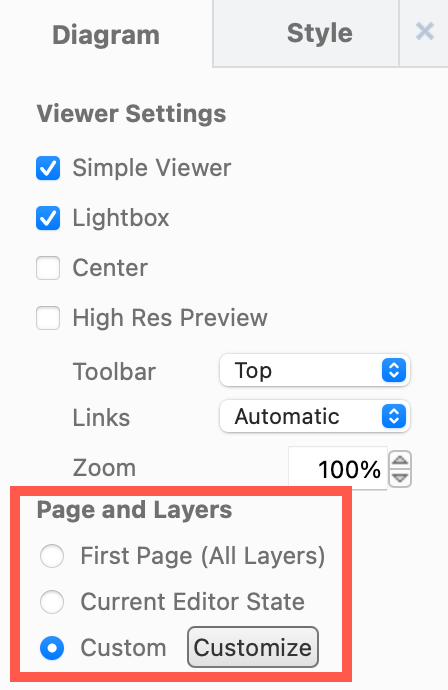 Diagram Style ×
Viewer Settings
Simple Viewer
Lightbox
Center
High Res Preview
Toolbar Top
Links Automatic
Zoom 100%
Page and Layers
First Page (All Layers)
Current Editor State
Custom Customize